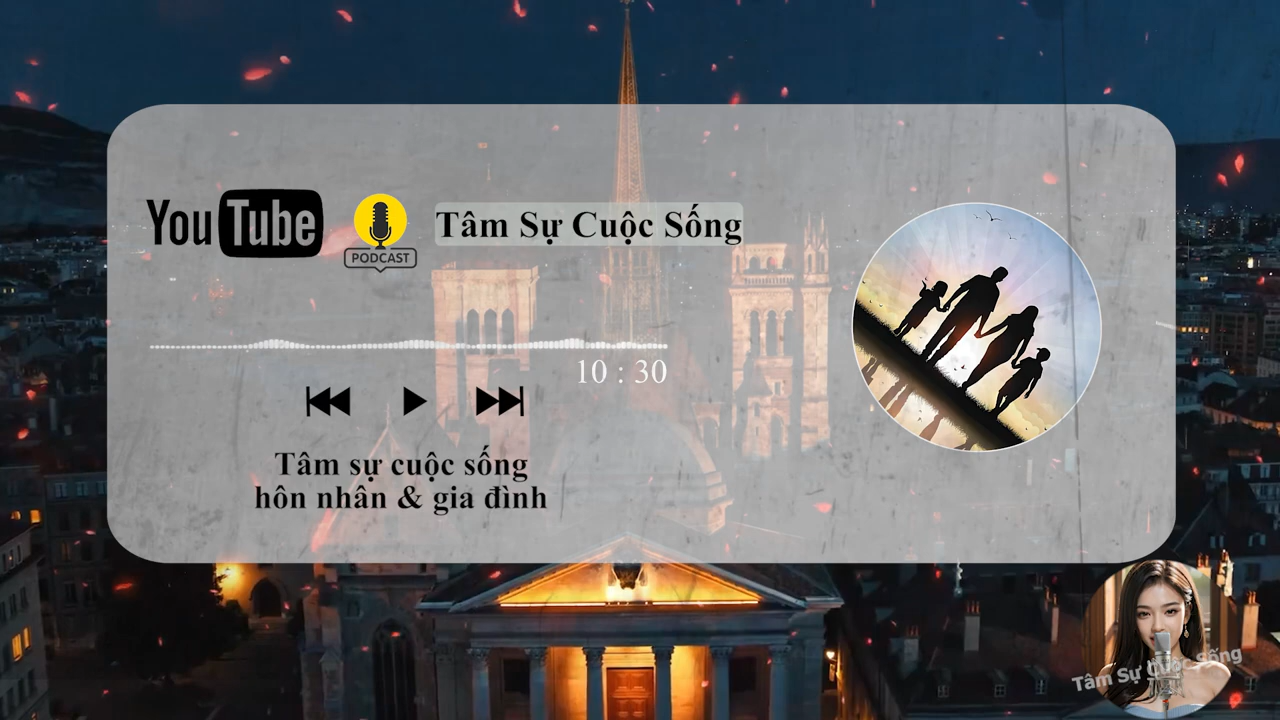 YouTube
PODCAST
Tâm Sự Cuộc Sống
10 : 30
Tâm sự cuộc sống
hôn nhân & gia đình
Tâm Sự Cuộc Sống